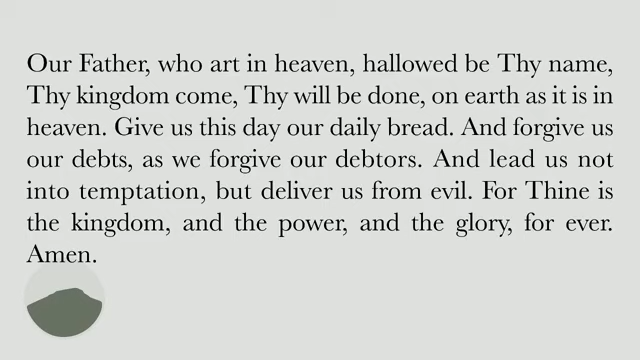 Our Father, who art in heaven, hallowed be Thy name,
Thy kingdom come, Thy will be done, on earth as it is in
heaven. Give us this day our daily bread. And forgive us
our debts, as we forgive our debtors. And lead us not
into temptation, but deliver us from evil. For Thine is
the kingdom, and the power, and the glory, for ever.
Amen.